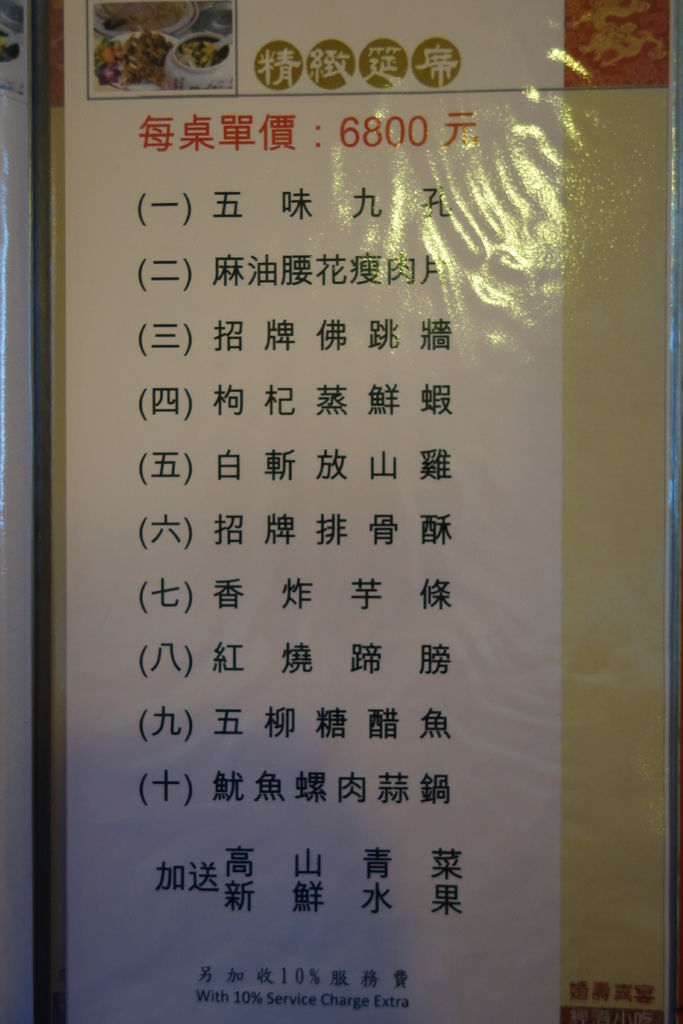 精緻筵席
每桌單價：6800 元
(一) 五味九孔
(二) 麻油腰花瘦肉片
(三) 招牌佛跳牆
(四) 枸杞蒸鮮蝦
(五) 白斬放山雞
(六) 招牌排骨酥
(七) 香炸芋條
(八) 紅燒蹄膀
(九) 五柳糖醋魚
(十) 魷魚螺肉蒜鍋
加送 高山青菜
新鮮水果
另加收10%服務費
With 10% Service Charge Extra
婚壽喜宴
經濟小吃